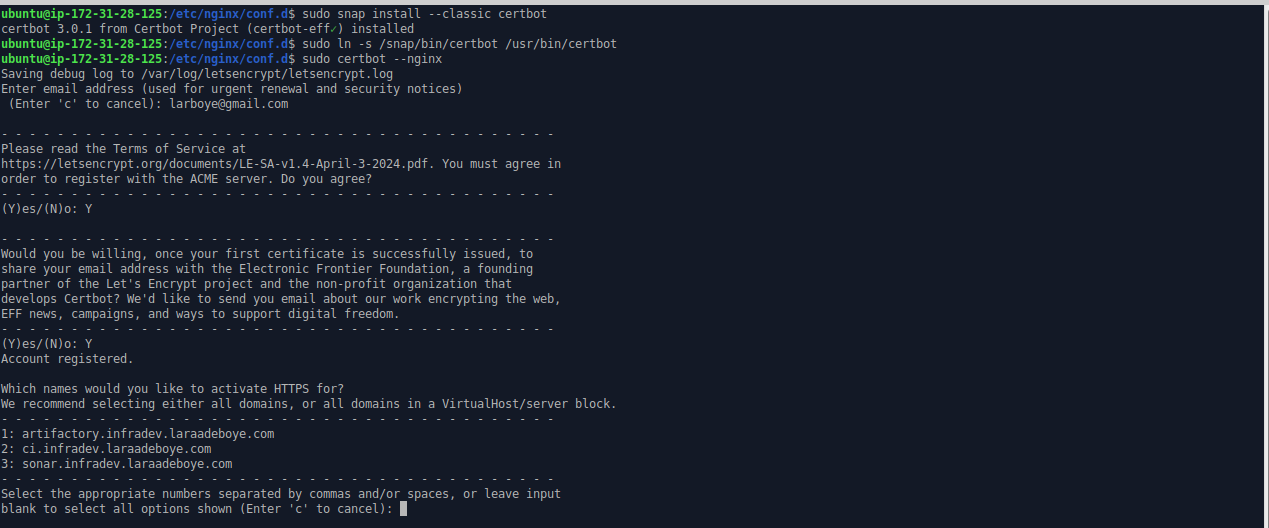 ubuntu@ip-172-31-28-125:/etc/nginx/conf.d$ sudo snap install --classic certbot
certbot 3.0.1 from Certbot Project (certbot-eff✓) installed
ubuntu@ip-172-31-28-125:/etc/nginx/conf.d$ sudo ln -s /snap/bin/certbot /usr/bin/certbot
ubuntu@ip-172-31-28-125:/etc/nginx/conf.d$ sudo certbot --nginx
Saving debug log to /var/log/letsencrypt/letsencrypt.log
Enter email address (used for urgent renewal and security notices)
 (Enter 'c' to cancel): larboye@gmail.com

- - - - - - - - - - - - - - - - - - - - - - - - - - - - - - - - - - - - - - - -
Please read the Terms of Service at
https://letsencrypt.org/documents/LE-SA-v1.4-April-3-2024.pdf. You must agree in
order to register with the ACME server. Do you agree?
- - - - - - - - - - - - - - - - - - - - - - - - - - - - - - - - - - - - - - - -
(Y)es/(N)o: Y

- - - - - - - - - - - - - - - - - - - - - - - - - - - - - - - - - - - - - - - -
Would you be willing, once your first certificate is successfully issued, to
share your email address with the Electronic Frontier Foundation, a founding
partner of the Let's Encrypt project and the non-profit organization that
develops Certbot? We'd like to send you email about our work encrypting the web,
EFF news, campaigns, and ways to support digital freedom.
- - - - - - - - - - - - - - - - - - - - - - - - - - - - - - - - - - - - - - - -
(Y)es/(N)o: Y
Account registered.

Which names would you like to activate HTTPS for?
We recommend selecting either all domains, or all domains in a VirtualHost/server block.
- - - - - - - - - - - - - - - - - - - - - - - - - - - - - - - - - - - - - - - -
1: artifactory.infradev.laraadeboye.com
2: ci.infradev.laraadeboye.com
3: sonar.infradev.laraadeboye.com
- - - - - - - - - - - - - - - - - - - - - - - - - - - - - - - - - - - - - - - -
Select the appropriate numbers separated by commas and/or spaces, or leave input
blank to select all options shown (Enter 'c' to cancel):